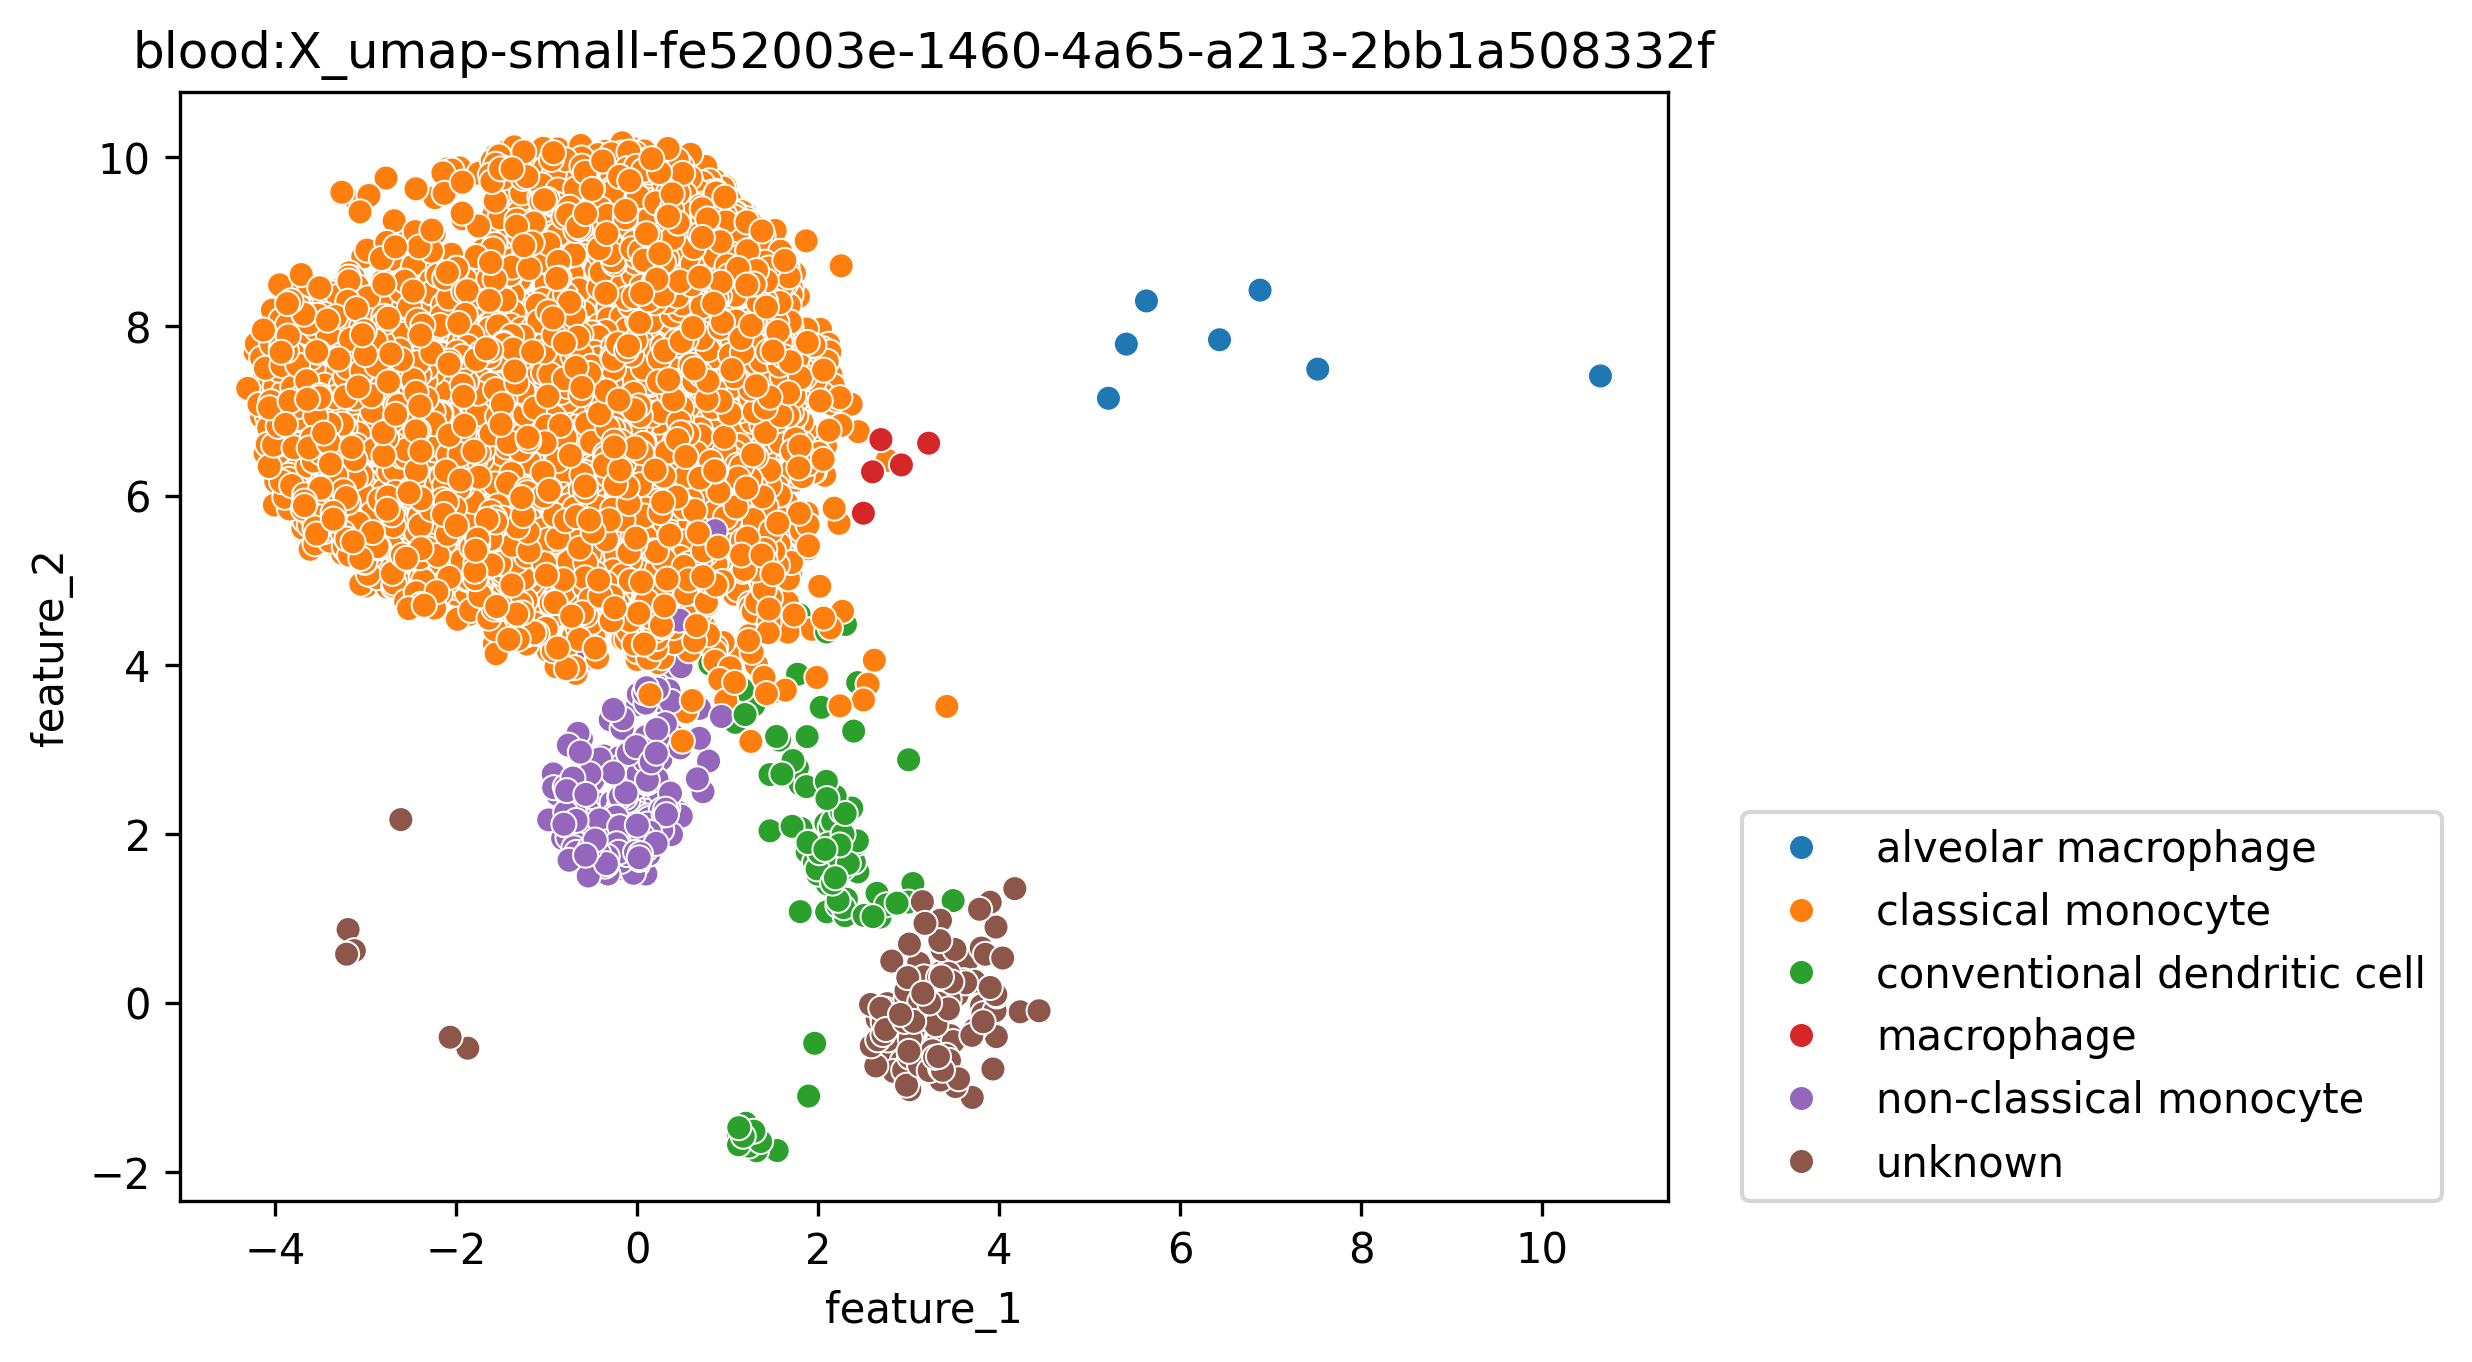 blood:X_umap-small-fe52003e-1460-4a65-a213-2bb1a508332f
feature_2
10
8
6
4
2
0
−2
−4
−2
0
2
4
6
8
10
feature_1
alveolar macrophage
classical monocyte
conventional dendritic cell
macrophage
non-classical monocyte
unknown